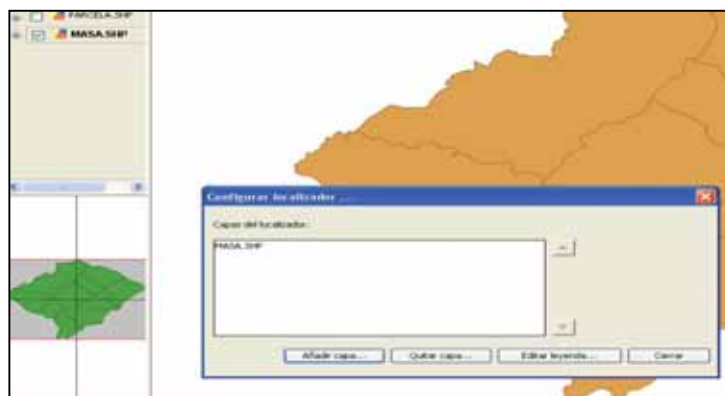 PARCELA.SHP
MASA.SHP
Configurar localizador ...
Capas del localizador:
MASA.SHP
Añadir capa...
Quitar capa...
Editar leyenda...
Cerrar